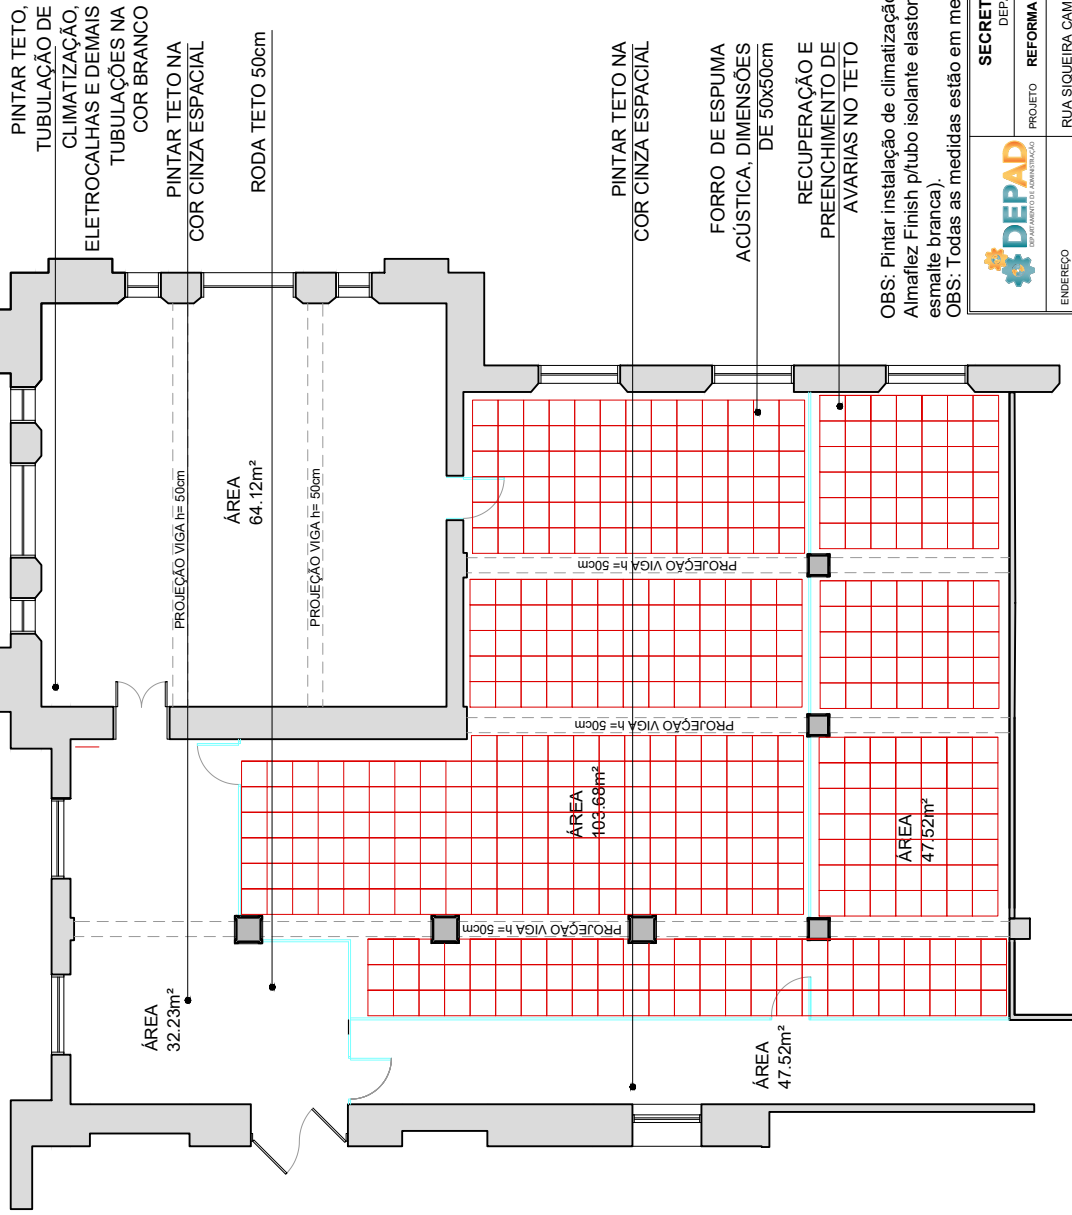 PINTAR TETO,
TUBULAÇÃO DE
CLIMATIZAÇÃO,
ELETROCALHAS E DEMAIS
TUBULAÇÕES NA
COR BRANCO
PINTAR TETO NA
COR CINZA ESPACIAL
RODA TETO 50cm
PINTAR TETO NA
COR CINZA ESPACIAL
FORRO DE ESPUMA
ACÚSTICA, DIMENSÕES
DE 50x50cm
RECUPERAÇÃO E
PREENCHIMENTO DE
AVARIAS NO TETO
OBS: Pintar instalação de climatização
Almaflez Finish p/tubo isolante elastor
esmalte branca).
OBS: Todas as medidas estão em me
DEPAD
DEPARTAMENTO DE ADMINISTRAÇÃO
SECRET
DEP
PROJETO
REFORMA
ENDEREÇO
RUA SIQUEIRA CAM
PROJEÇÃO VIGA h= 50cm
ÁREA
64.12m²
PROJEÇÃO VIGA h= 50cm
PROJEÇÃO VIGA h= 50cm
PROJEÇÃO VIGA h= 50cm
ÁREA
103.68m²
ÁREA
47.52m²
PROJEÇÃO VIGA h= 50cm
ÁREA
32.23m²
ÁREA
47.52m²